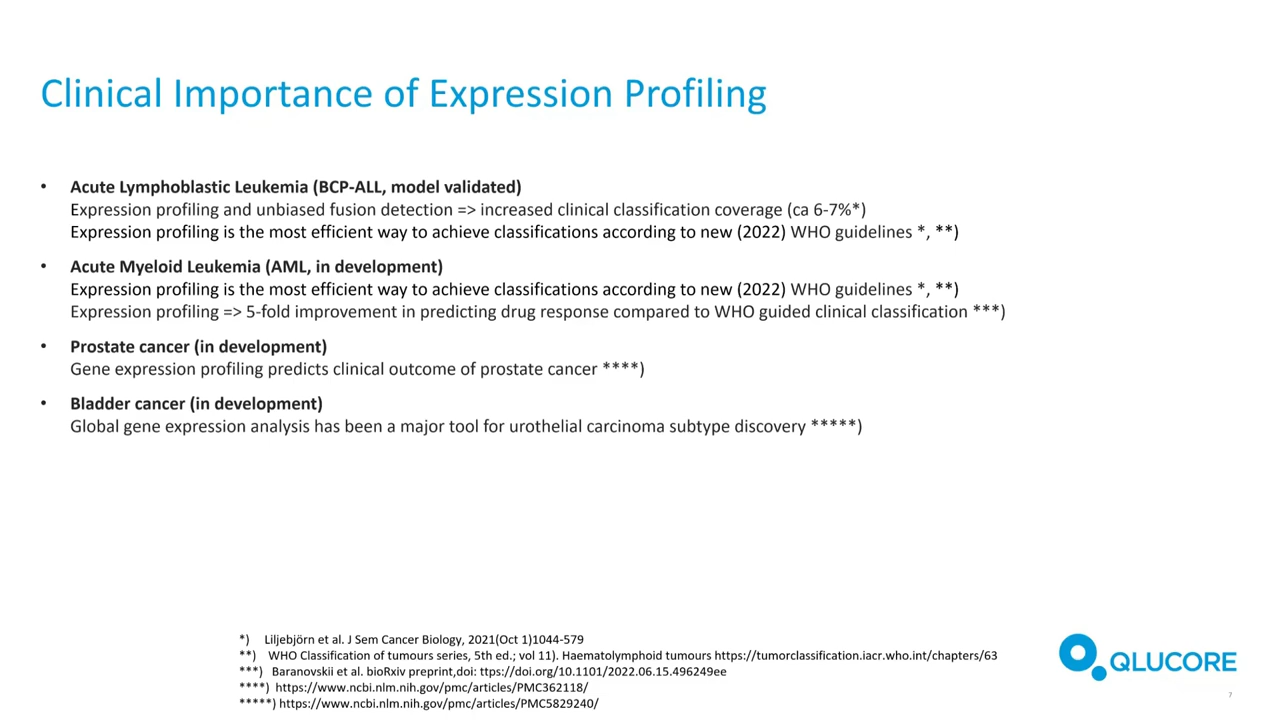 Clinical Importance of Expression Profiling
• Acute Lymphoblastic Leukemia (BCP-ALL, model validated)
Expression profiling and unbiased fusion detection => increased clinical classification coverage (ca 6-7%*)
Expression profiling is the most efficient way to achieve classifications according to new (2022) WHO guidelines *, **)
• Acute Myeloid Leukemia (AML, in development)
Expression profiling is the most efficient way to achieve classifications according to new (2022) WHO guidelines *, **)
Expression profiling => 5-fold improvement in predicting drug response compared to WHO guided clinical classification ***)
• Prostate cancer (in development)
Gene expression profiling predicts clinical outcome of prostate cancer ****)
• Bladder cancer (in development)
Global gene expression analysis has been a major tool for urothelial carcinoma subtype discovery *****)
*) Liljebjörn et al. J Sem Cancer Biology, 2021(Oct 1)1044-579
**) WHO Classification of tumours series, 5th ed.; vol 11). Haematolymphoid tumours https://tumorclassification.iacr.who.int/chapters/63
***) Baranovskii et al. bioRxiv preprint,doi: ttps://doi.org/10.1101/2022.06.15.496249ee
****) https://www.ncbi.nlm.nih.gov/pmc/articles/PMC362118/
*****) https://www.ncbi.nlm.nih.gov/pmc/articles/PMC5829240/
QLUCORE
7